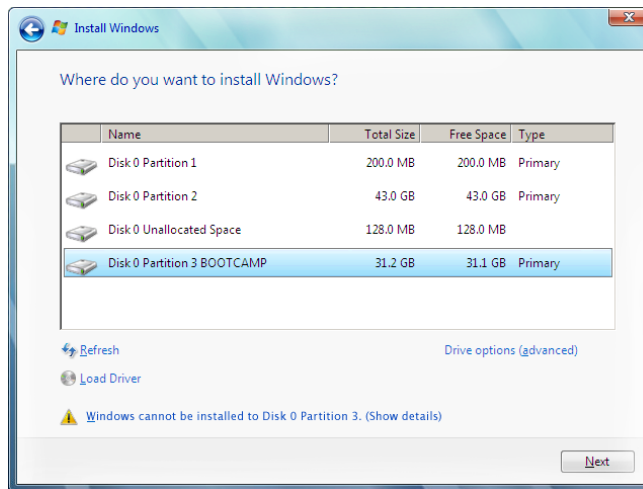 Install Windows
Where do you want to install Windows?
Name Total Size Free Space Type
Disk 0 Partition 1 200.0 MB 200.0 MB Primary
Disk 0 Partition 2 43.0 GB 43.0 GB Primary
Disk 0 Unallocated Space 128.0 MB 128.0 MB
Disk 0 Partition 3 BOOTCAMP 31.2 GB 31.1 GB Primary
Refresh Drive options (advanced)
Load Driver
Windows cannot be installed to Disk 0 Partition 3. (Show details)
Next